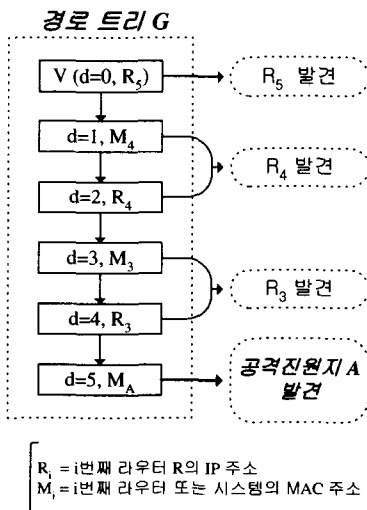 경로 트리 G
V (d=0, R₅)
R₅ 발견
d=1, M₄
R₄ 발견
d=2, R₄
d=3, M₃
R₃ 발견
d=4, R₃
d=5, M_A
공격진원지 A
발견
Rᵢ = i번째 라우터 R의 IP 주소
Mᵢ = i번째 라우터 또는 시스템의 MAC 주소